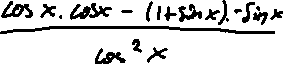 cos x . cos x - (1 + sin x) . - sin x
cos² x